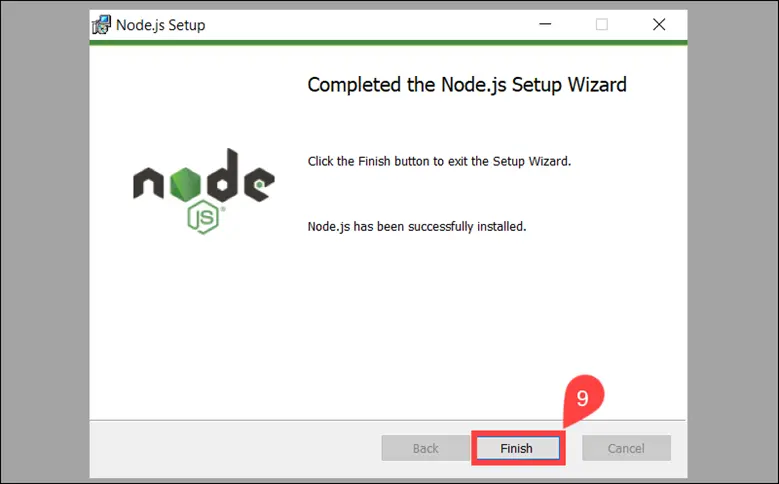 Node.js Setup
Completed the Node.js Setup Wizard
Click the Finish button to exit the Setup Wizard.
node
JS®
Node.js has been successfully installed.
9
Back Finish Cancel